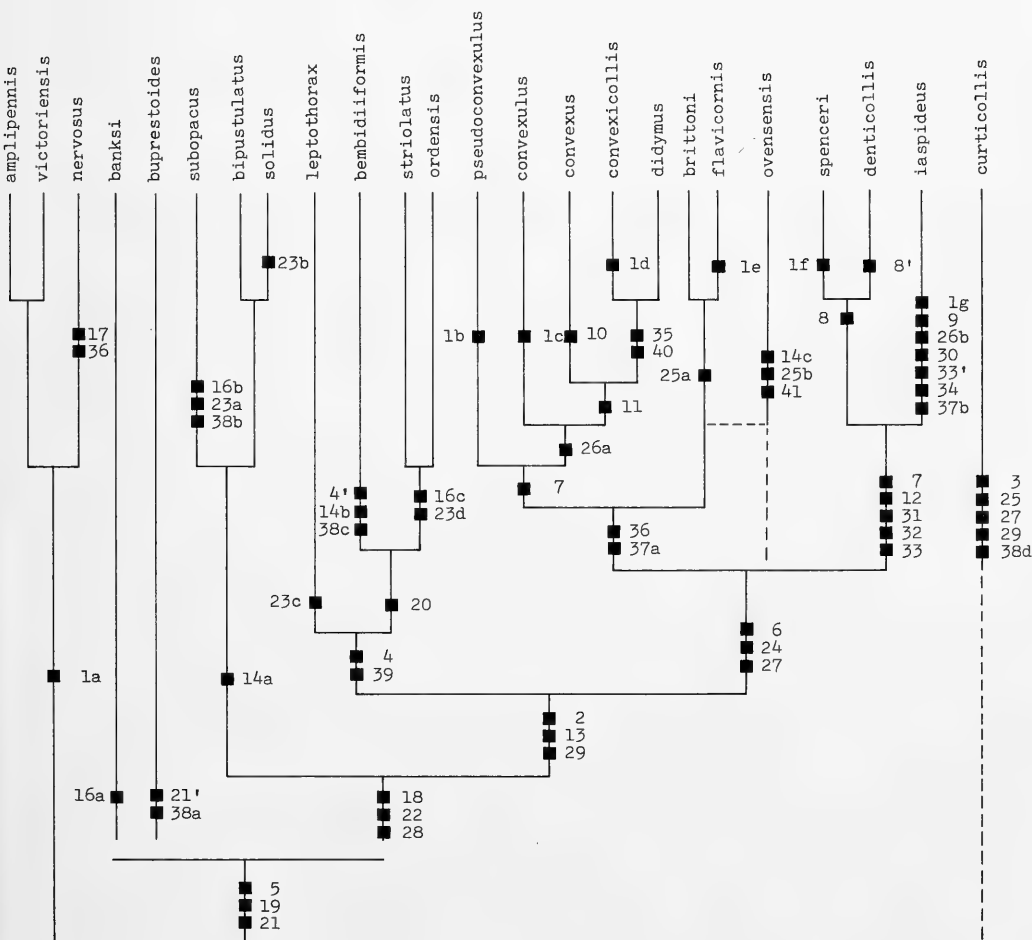 amplipennis
victoriensis
nervosus
banksi
buprestoides
subopacus
bipustulatus
solidus
leptothorax
bembidiiformis
striolatus
ordensis
pseudoconvexulus
convexulus
convexus
convexicollis
didymus
brittoni
flavicornis
ovensensis
spenceri
denticollis
iaspideus
curticollis
23b
1d
1e
1f
8'
1g
8
9
17
1b
1c
10
35
26b
36
40
30
14c
33'
25a
25b
34
16b
41
37b
23a
11
38b
26a
7
7
3
4'
16c
12
25
14b
23d
31
27
38c
36
32
29
37a
33
38d
23c
20
6
4
24
39
27
1a
14a
2
13
29
16a
21'
18
38a
22
28
5
19
21